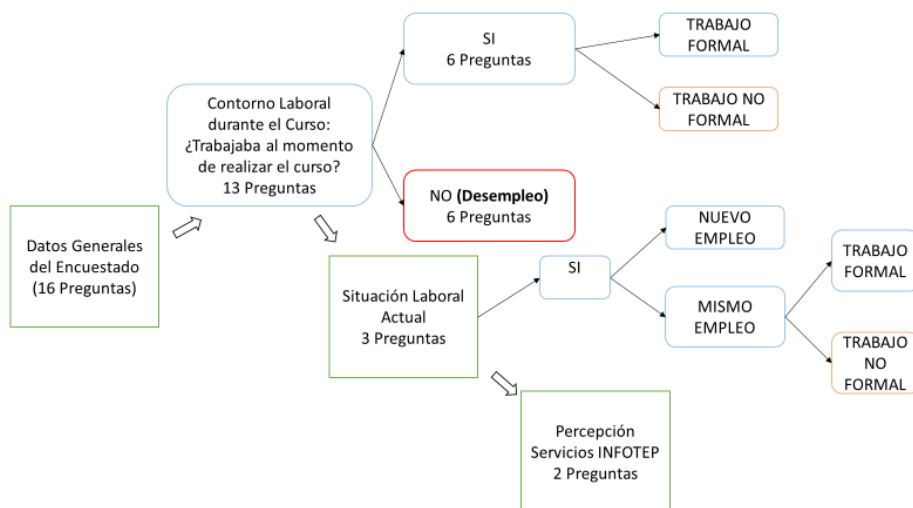 Datos Generales
del Encuestado
(16 Preguntas)
Contorno Laboral
durante el Curso:
¿Trabajaba al momento
de realizar el curso?
13 Preguntas
SI
6 Preguntas
TRABAJO
FORMAL
TRABAJO NO
FORMAL
NO (Desempleo)
6 Preguntas
Situación Laboral
Actual
3 Preguntas
SI
NUEVO
EMPLEO
MISMO
EMPLEO
TRABAJO
FORMAL
TRABAJO
NO
FORMAL
Percepción
Servicios INFOTEP
2 Preguntas